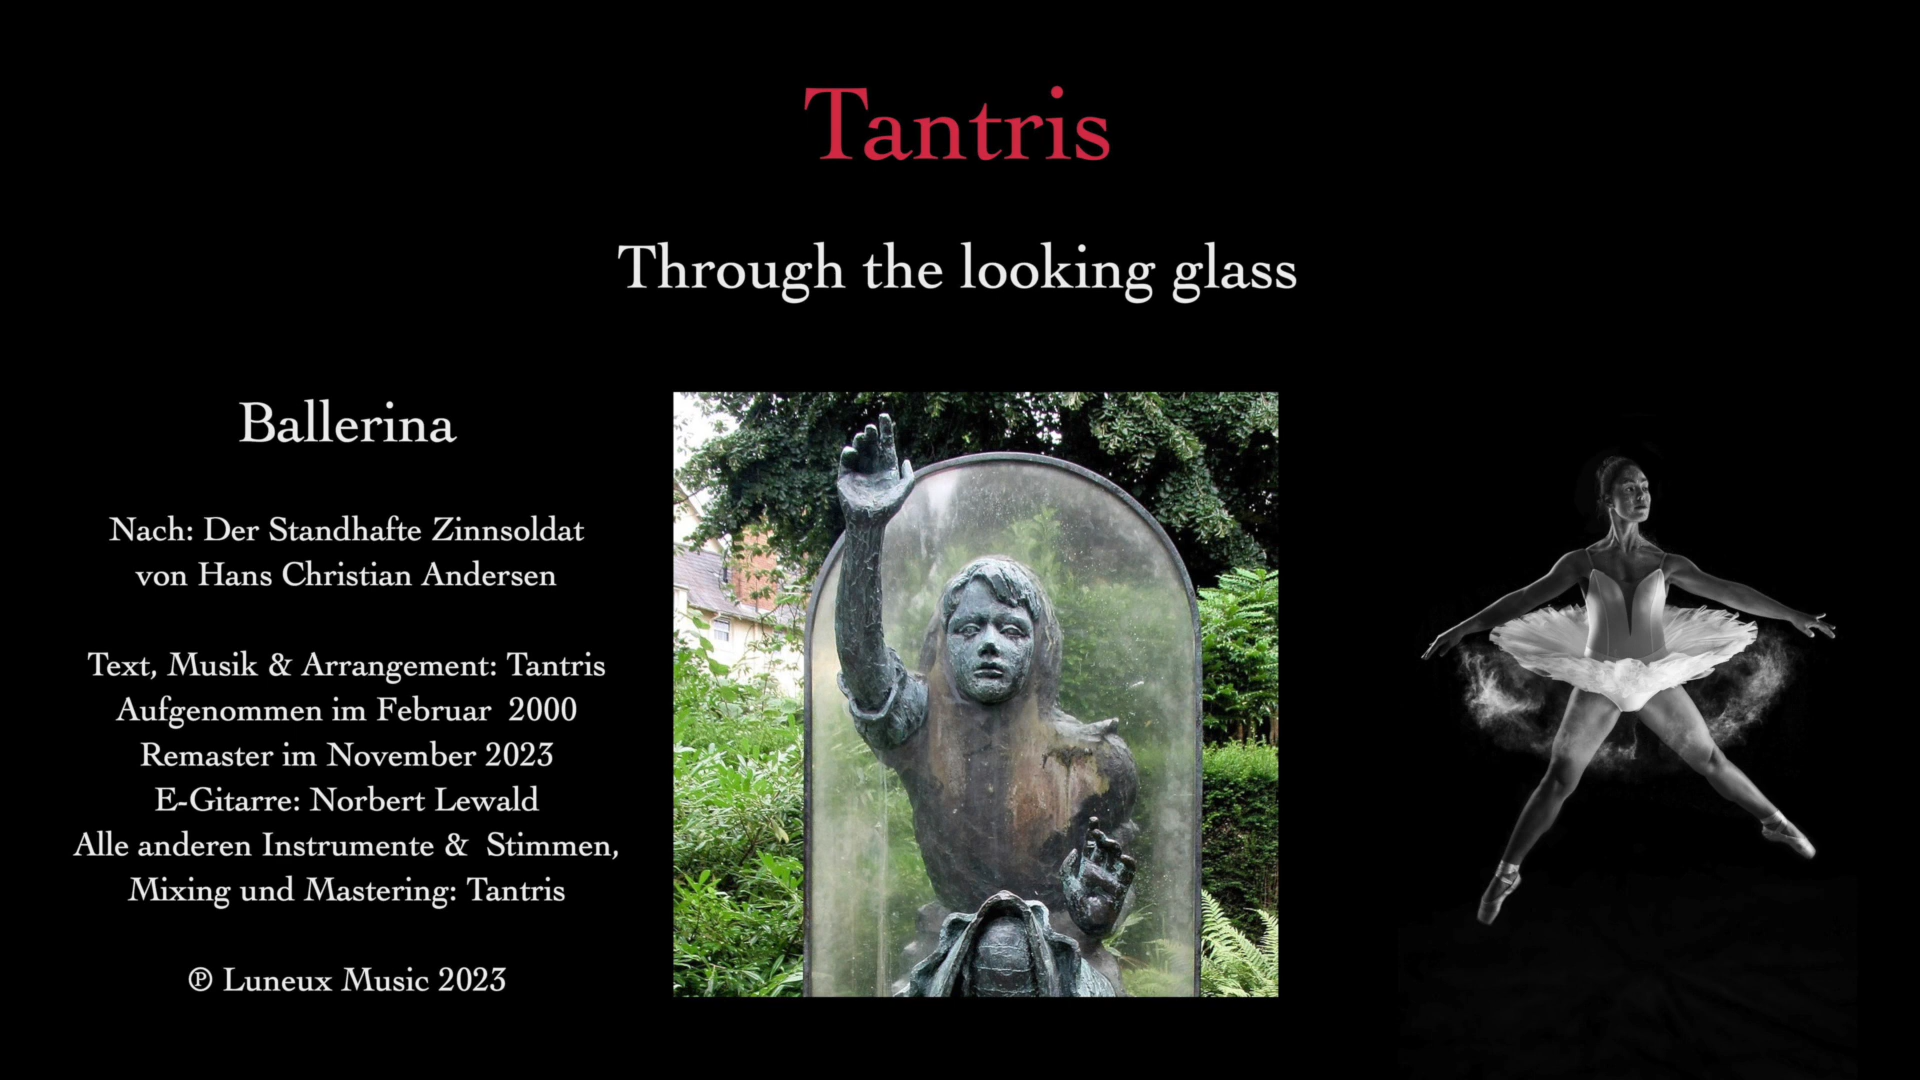 Tantris
Through the looking glass
Ballerina
Nach: Der Standhafte Zinnsoldat
von Hans Christian Andersen
Text, Musik & Arrangement: Tantris
Aufgenommen im Februar 2000
Remaster im November 2023
E-Gitarre: Norbert Lewald
Alle anderen Instrumente & Stimmen,
Mixing und Mastering: Tantris
℗ Luneux Music 2023